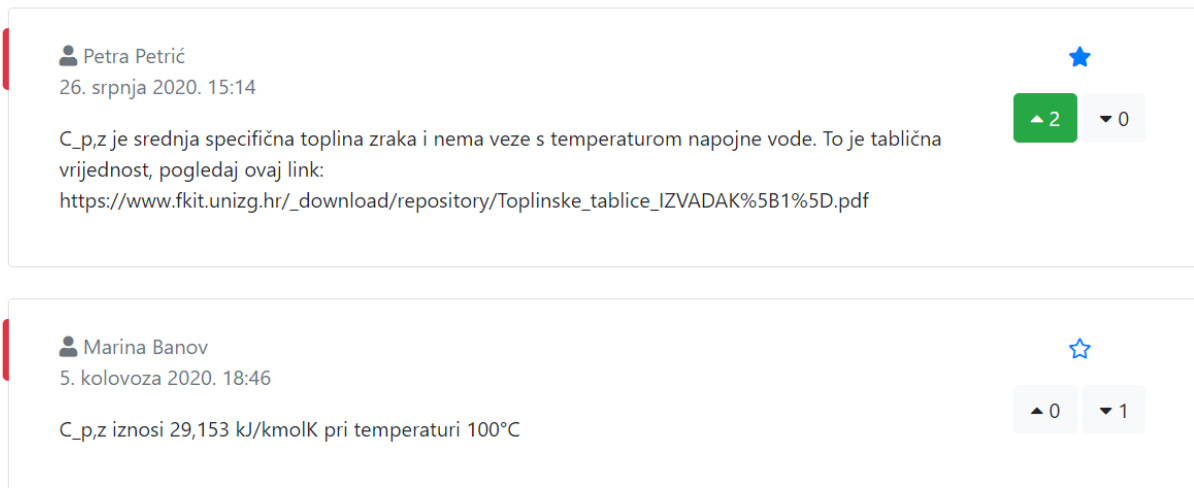 Petra Petrić
26. srpnja 2020. 15:14
2
0
C_p,z je srednja specifična toplina zraka i nema veze s temperaturom napojne vode. To je tablična
vrijednost, pogledaj ovaj link:
https://www.fkit.unizg.hr/_download/repository/Toplinske_tablice_IZVADAK%5B1%5D.pdf
Marina Banov
5. kolovoza 2020. 18:46
0
1
C_p,z iznosi 29,153 kJ/kmolK pri temperaturi 100°C